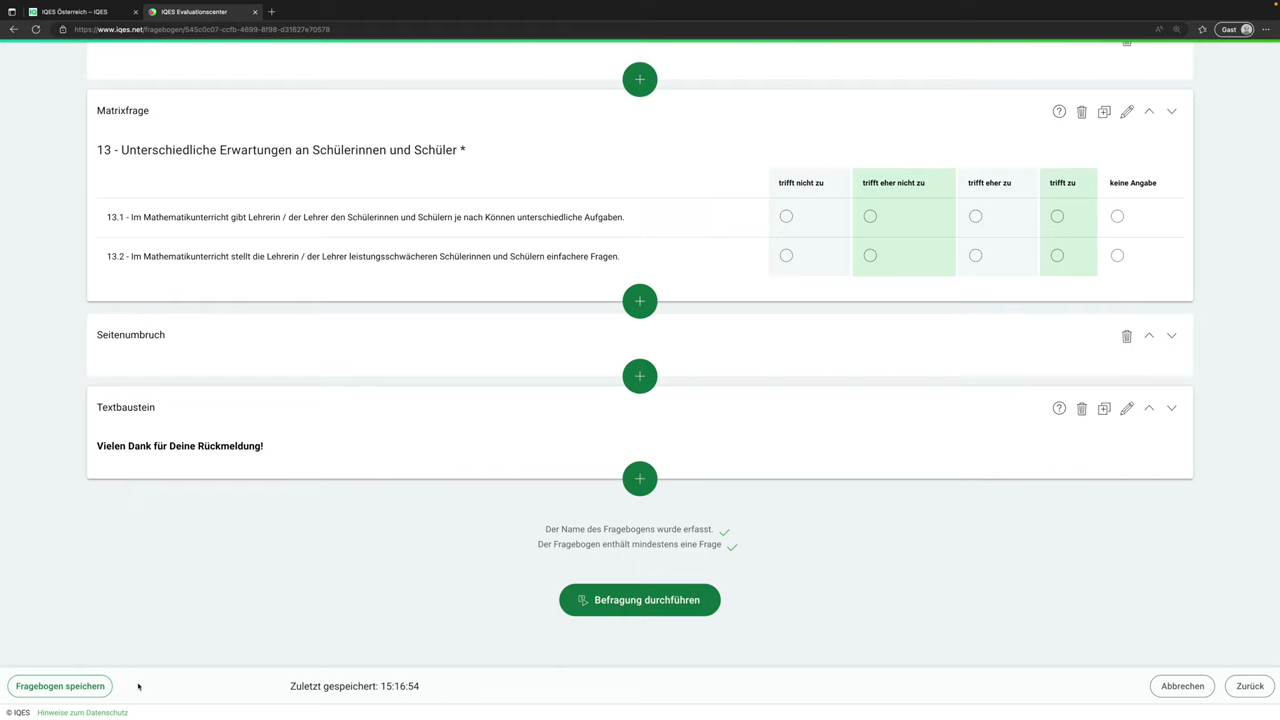 IQES Österreich – IQES
IQES Evaluationscenter
https://www.iqes.net/fragebogen/545c0c07-ccfb-4699-8f98-d31627e70578
Gast
Matrixfrage
13 - Unterschiedliche Erwartungen an Schülerinnen und Schüler *
trifft nicht zu trifft eher nicht zu trifft eher zu trifft zu keine Angabe
13.1 - Im Mathematikunterricht gibt Lehrerin / der Lehrer den Schülerinnen und Schülern je nach Können unterschiedliche Aufgaben.
13.2 - Im Mathematikunterricht stellt die Lehrerin / der Lehrer leistungsschwächeren Schülerinnen und Schülern einfachere Fragen.
Seitenumbruch
Textbaustein
Vielen Dank für Deine Rückmeldung!
Der Name des Fragebogens wurde erfasst.
Der Fragebogen enthält mindestens eine Frage
Befragung durchführen
Fragebogen speichern
Zuletzt gespeichert: 15:16:54
Abbrechen
Zurück
© IQES Hinweise zum Datenschutz